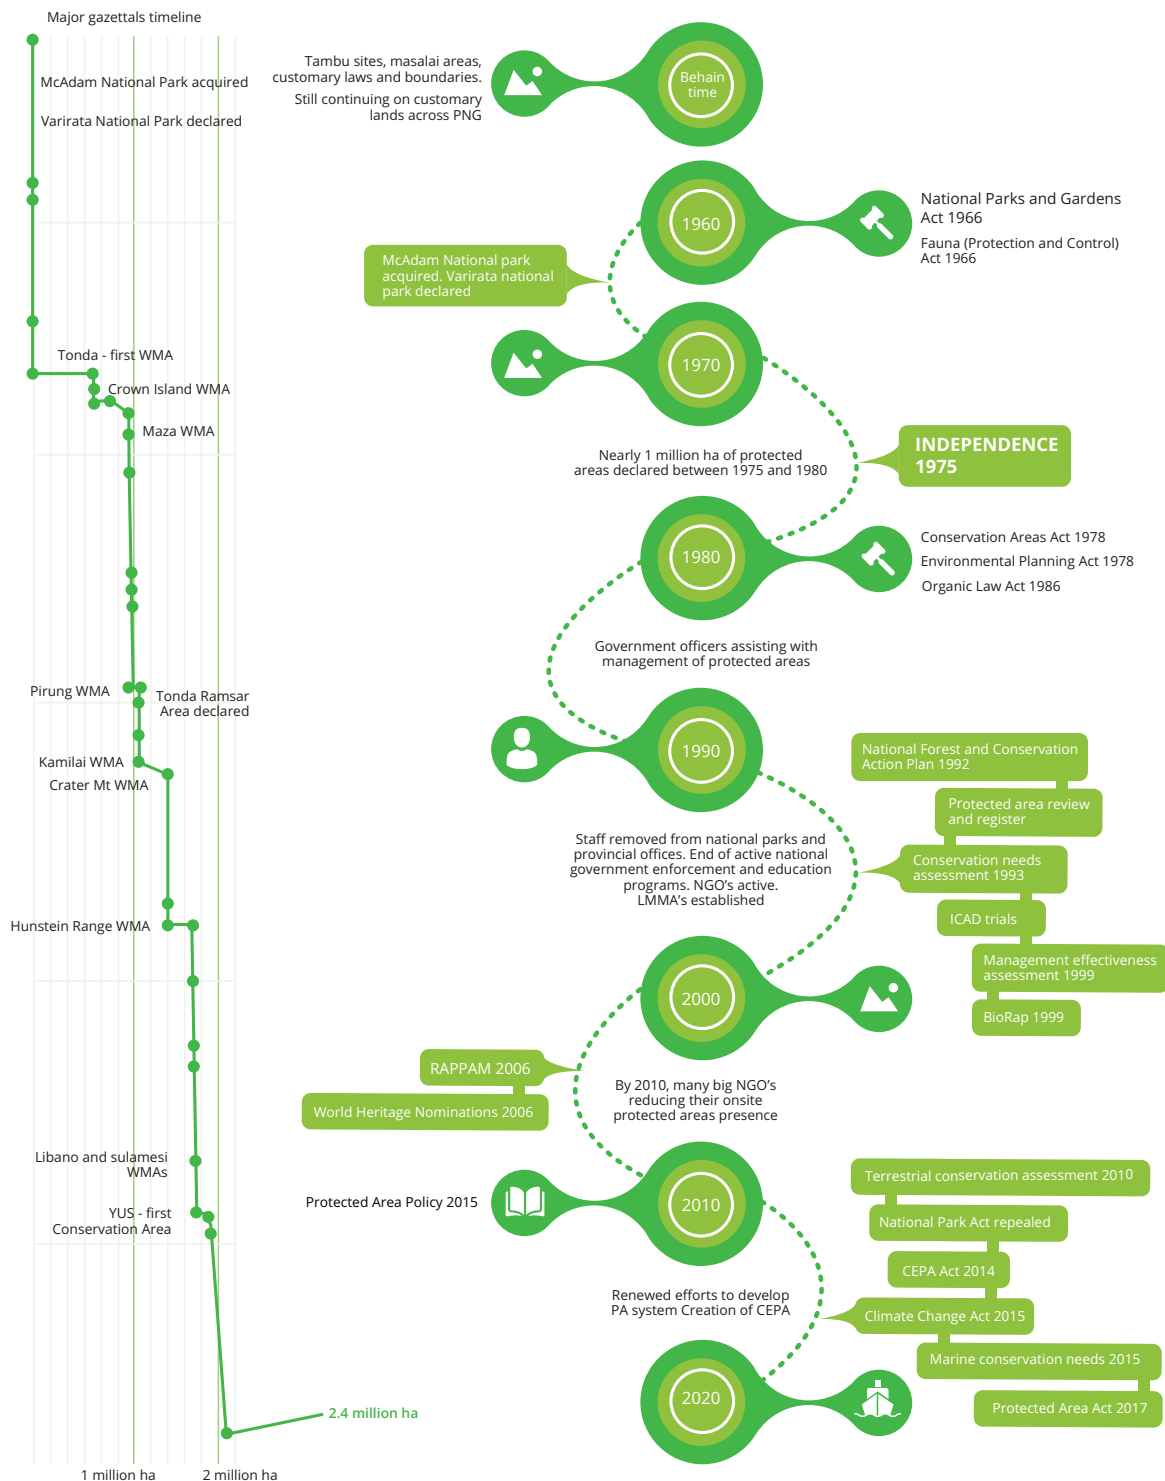 Major gazettals timeline
McAdam National Park acquired
Varirata National Park declared
Tonda - first WMA
Crown Island WMA
Maza WMA
Pirung WMA
Tonda Ramsar
Area declared
Kamilai WMA
Crater Mt WMA
Hunstein Range WMA
Libano and sulamesi
WMAs
YUS - first
Conservation Area
2.4 million ha
1 million ha
2 million ha
Tambu sites, masalai areas,
customary laws and boundaries.
Still continuing on customary
lands across PNG
Behain
time
1960
National Parks and Gardens
Act 1966
Fauna (Protection and Control)
Act 1966
McAdam National park
acquired. Varirata national
park declared
1970
INDEPENDENCE
1975
Nearly 1 million ha of protected
areas declared between 1975 and 1980
1980
Conservation Areas Act 1978
Environmental Planning Act 1978
Organic Law Act 1986
Government officers assisting with
management of protected areas
1990
National Forest and Conservation
Action Plan 1992
Protected area review
and register
Conservation needs
assessment 1993
ICAD trials
Management effectiveness
assessment 1999
BioRap 1999
Staff removed from national parks and
provincial offices. End of active national
government enforcement and education
programs. NGO's active.
LMMA's established
2000
RAPPAM 2006
World Heritage Nominations 2006
By 2010, many big NGO's
reducing their onsite
protected areas presence
Protected Area Policy 2015
2010
Terrestrial conservation assessment 2010
National Park Act repealed
CEPA Act 2014
Climate Change Act 2015
Marine conservation needs 2015
Protected Area Act 2017
Renewed efforts to develop
PA system Creation of CEPA
2020